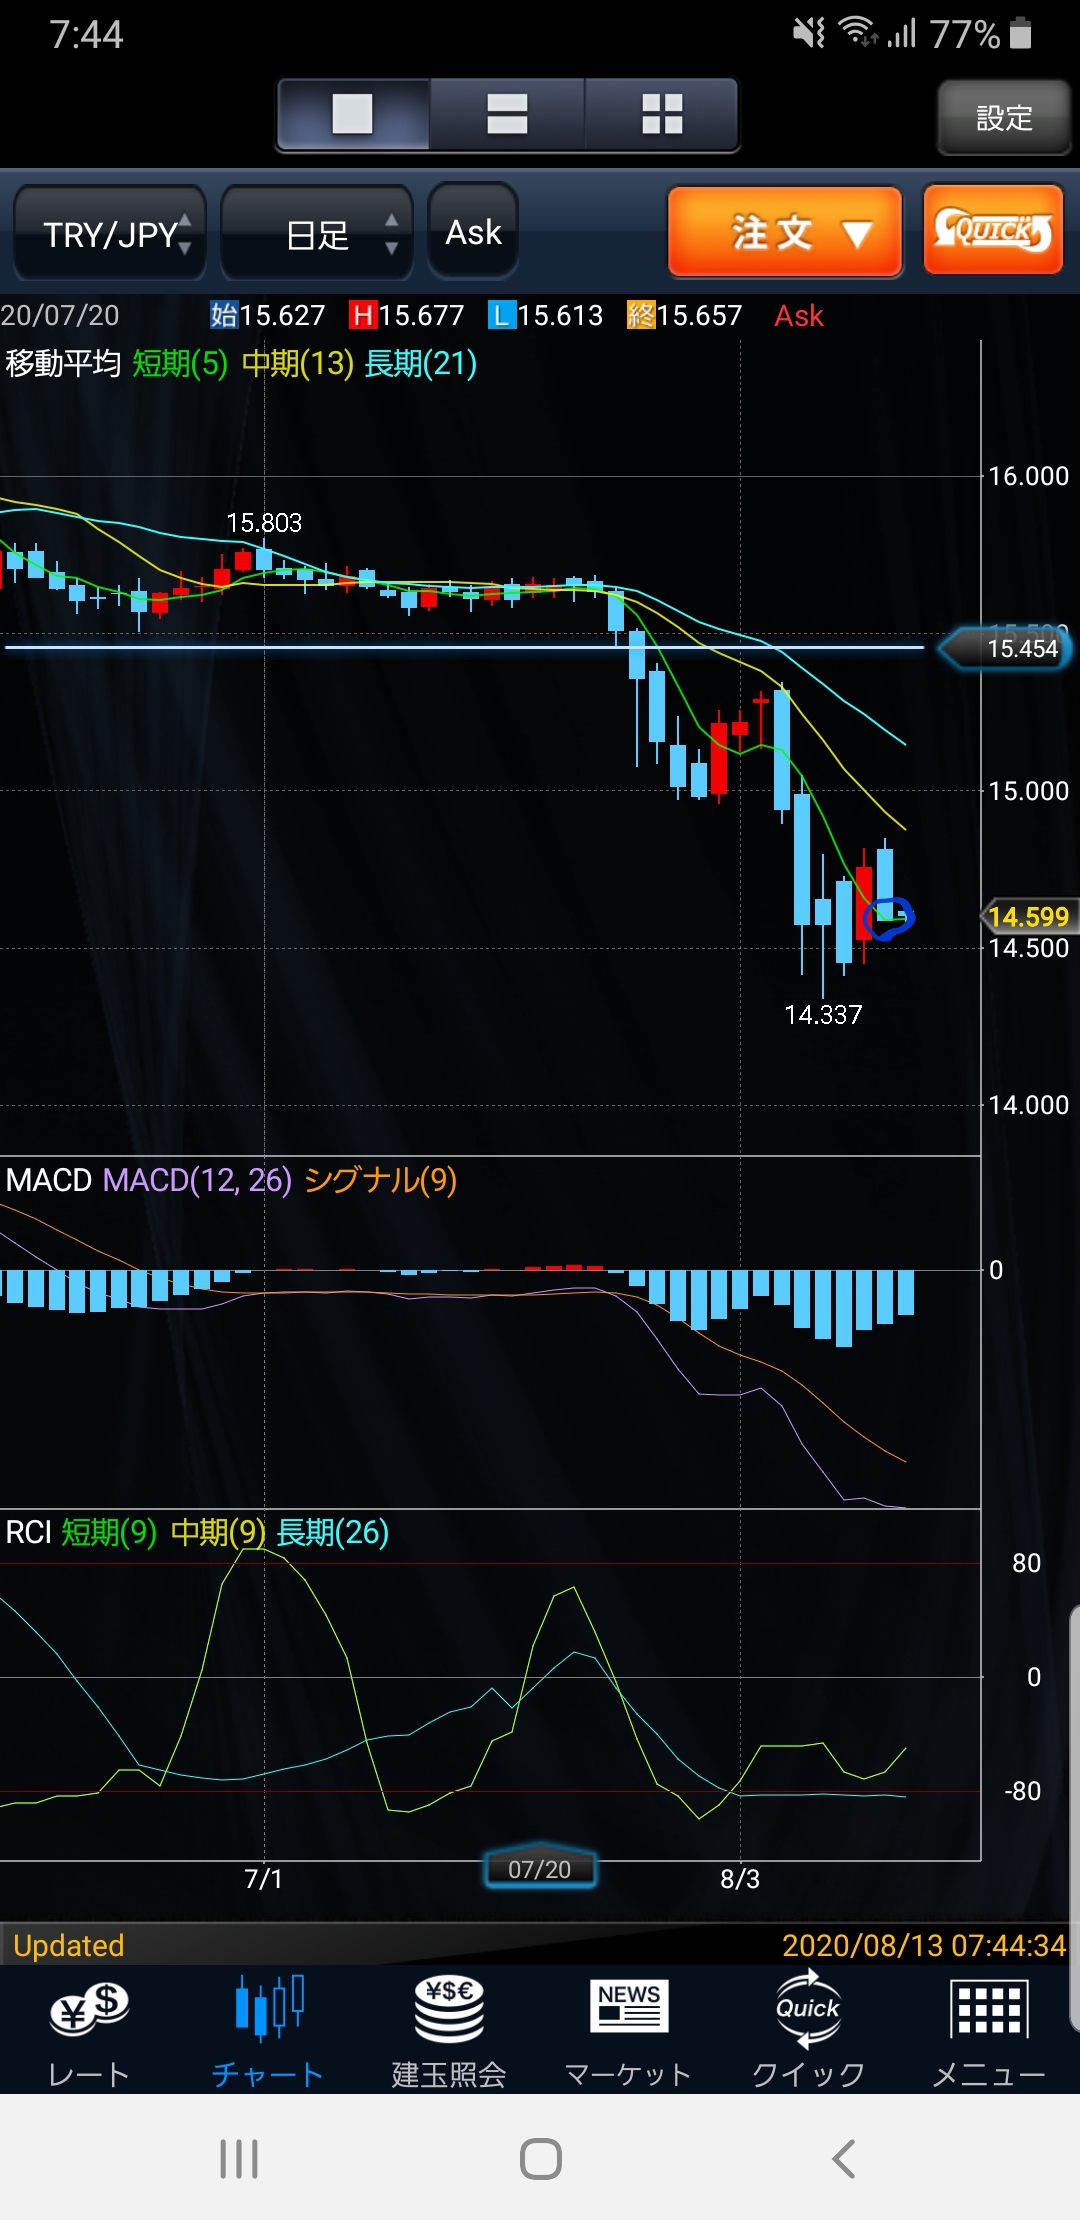 7:44 77%
設定
TRY/JPY 日足 Ask 注文 QUICK
20/07/20 始15.627 H15.677 L15.613 終15.657 Ask
移動平均 短期(5) 中期(13) 長期(21)
16.000
15.803
15.500
15.454
15.000
14.599
14.500
14.337
14.000
MACD MACD(12, 26) シグナル(9)
0
RCI 短期(9) 中期(9) 長期(26)
80
0
-80
7/1 07/20 8/3
Updated 2020/08/13 07:44:34
¥$ ¥$€ NEWS Quick
レート チャート 建玉照会 マーケット クイック メニュー